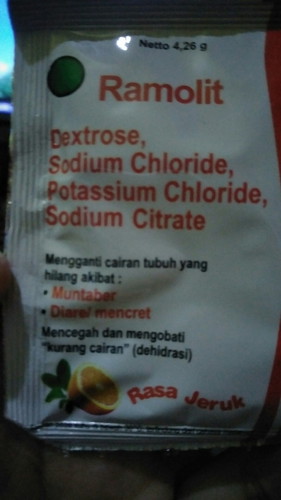 Netto 4,26 g
Ramolit
Dextrose,
Sodium Chloride,
Potassium Chloride,
Sodium Citrate
Mengganti cairan tubuh yang
hilang akibat :
• Muntaber
• Diare/ mencret
Mencegah dan mengobati
"kurang cairan" (dehidrasi)
Rasa Jeruk